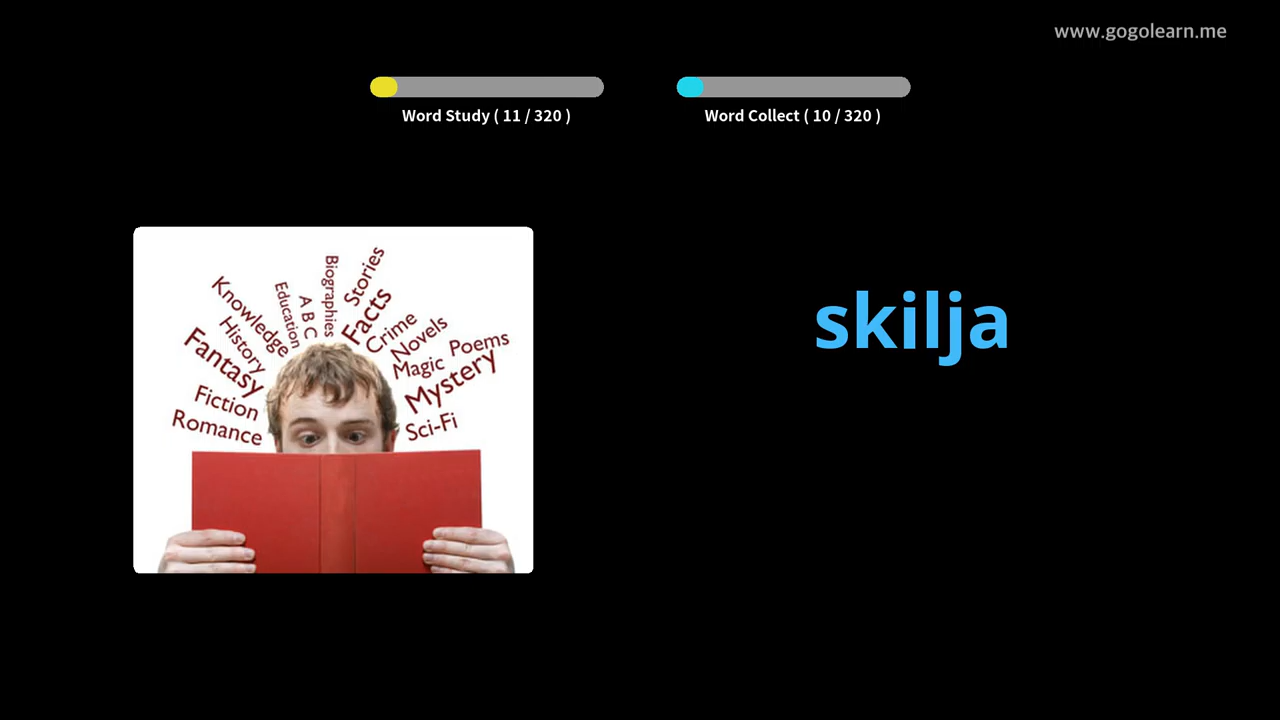 www.gogolearn.me
Word Study ( 11 / 320 )
Word Collect ( 10 / 320 )
skilja
Romance
Fiction
Fantasy
History
Knowledge
Education
A B C
Biographies
Stories
Facts
Crime
Novels
Magic
Poems
Mystery
Sci-Fi